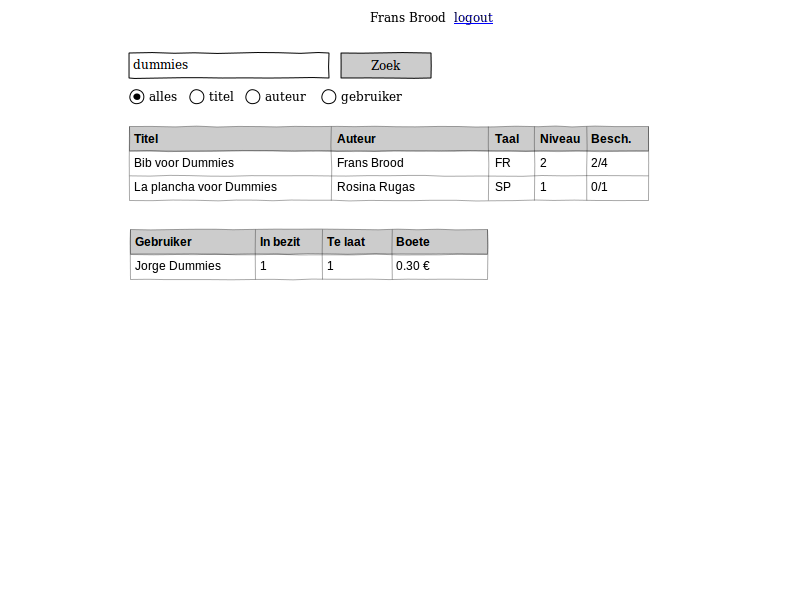 Frans Brood logout
dummies Zoek
alles titel auteur gebruiker
Titel Auteur Taal Niveau Besch.
Bib voor Dummies Frans Brood FR 2 2/4
La plancha voor Dummies Rosina Rugas SP 1 0/1
Gebruiker In bezit Te laat Boete
Jorge Dummies 1 1 0.30 €